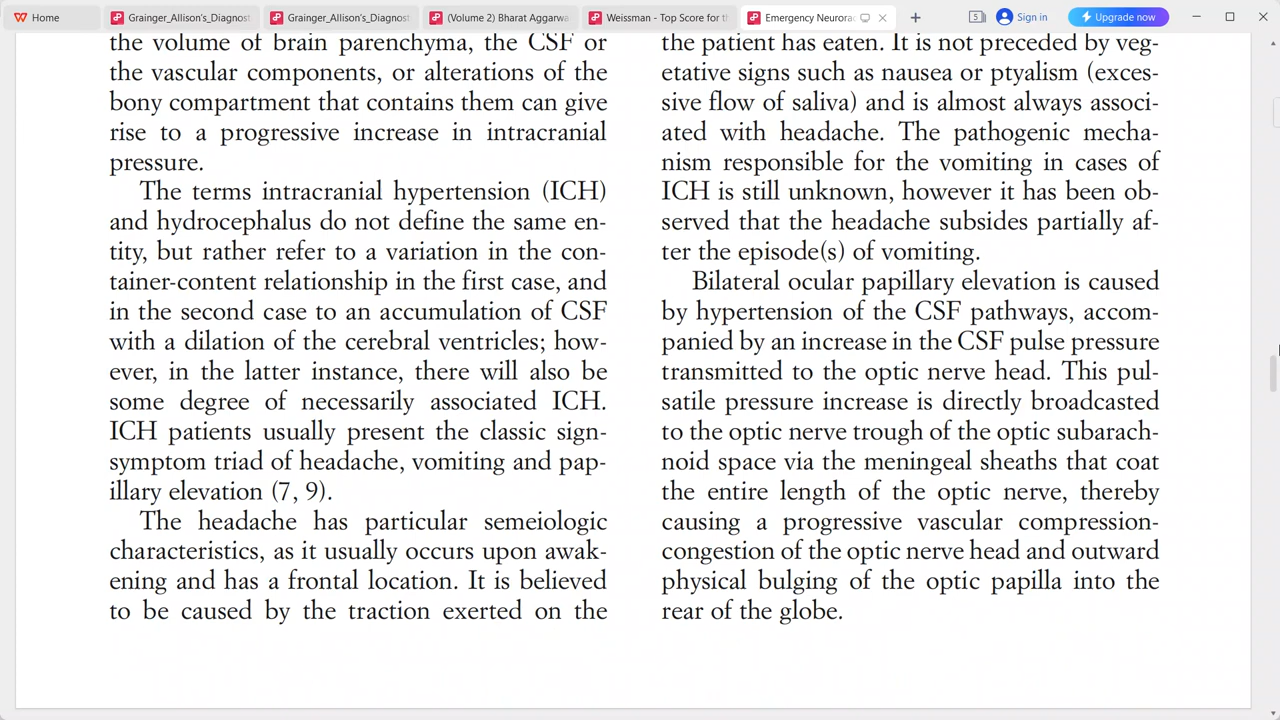 Home
Grainger_Allison's_Diagnos
Grainger_Allison's_Diagnost
(Volume 2) Bharat Aggarwa
Weissman - Top Score for t
Emergency Neurora
5
Sign in
Upgrade now
the volume of brain parenchyma, the CSF or
the vascular components, or alterations of the
bony compartment that contains them can give
rise to a progressive increase in intracranial
pressure.
The terms intracranial hypertension (ICH)
and hydrocephalus do not define the same en-
tity, but rather refer to a variation in the con-
tainer-content relationship in the first case, and
in the second case to an accumulation of CSF
with a dilation of the cerebral ventricles; how-
ever, in the latter instance, there will also be
some degree of necessarily associated ICH.
ICH patients usually present the classic sign-
symptom triad of headache, vomiting and pap-
illary elevation (7, 9).
The headache has particular semeiologic
characteristics, as it usually occurs upon awak-
ening and has a frontal location. It is believed
to be caused by the traction exerted on the
the patient has eaten. It is not preceded by veg-
etative signs such as nausea or ptyalism (exces-
sive flow of saliva) and is almost always associ-
ated with headache. The pathogenic mecha-
nism responsible for the vomiting in cases of
ICH is still unknown, however it has been ob-
served that the headache subsides partially af-
ter the episode(s) of vomiting.
Bilateral ocular papillary elevation is caused
by hypertension of the CSF pathways, accom-
panied by an increase in the CSF pulse pressure
transmitted to the optic nerve head. This pul-
satile pressure increase is directly broadcasted
to the optic nerve trough of the optic subarach-
noid space via the meningeal sheaths that coat
the entire length of the optic nerve, thereby
causing a progressive vascular compression-
congestion of the optic nerve head and outward
physical bulging of the optic papilla into the
rear of the globe.